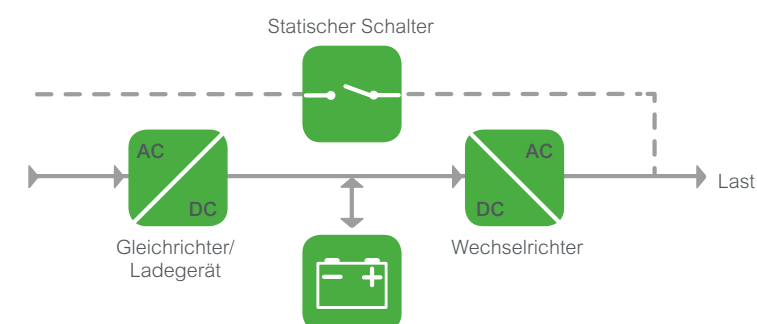 Statischer Schalter
AC
DC
AC
DC
Last
Gleichrichter/
Ladegerät
Wechselrichter